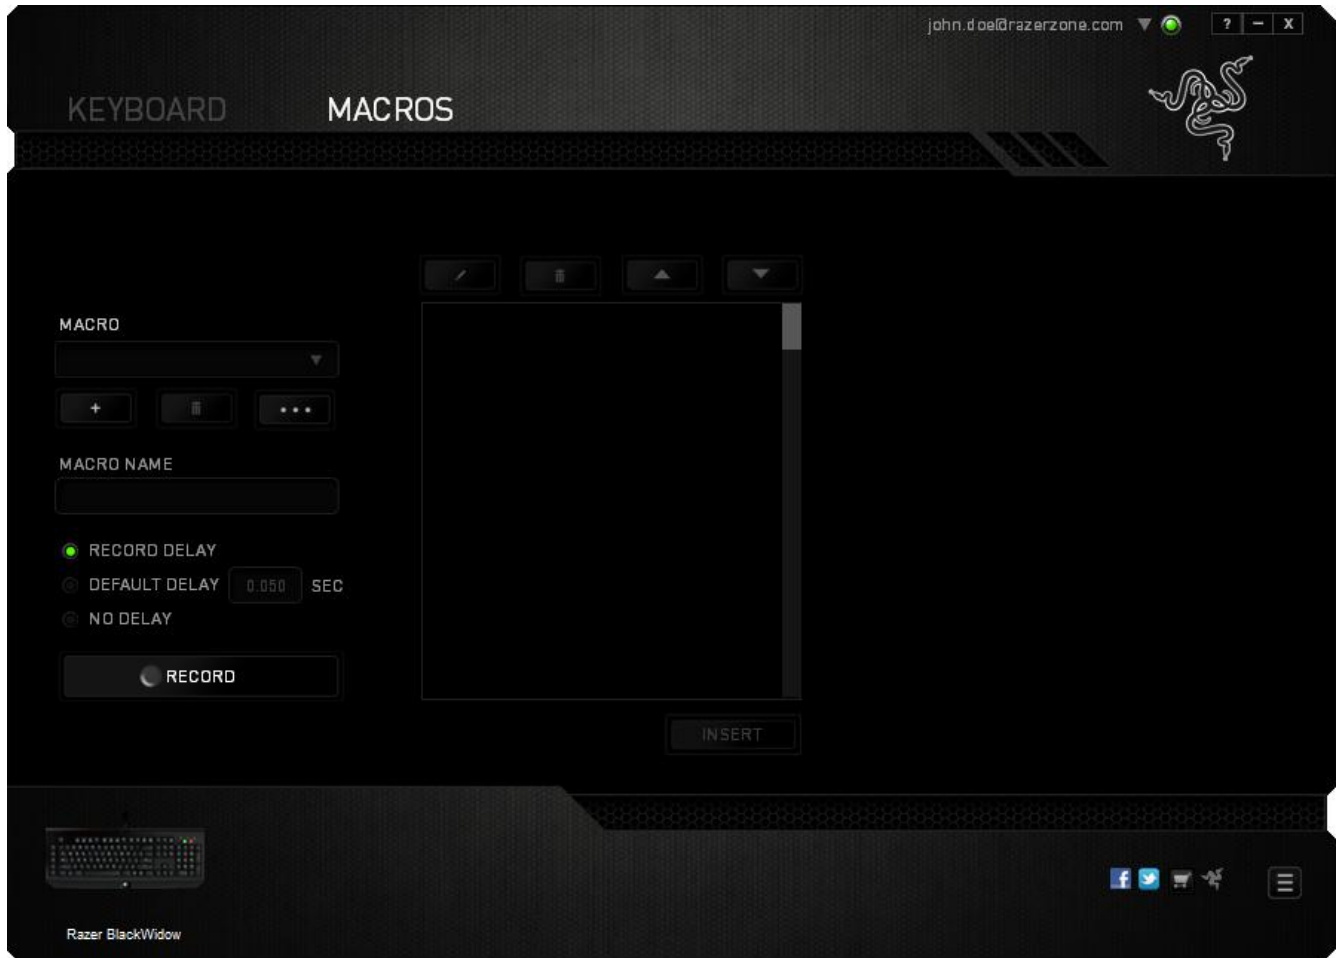 john.doe@razerzone.com
? – X
KEYBOARD MACROS
MACRO
+ •••
MACRO NAME
RECORD DELAY
DEFAULT DELAY 0.050 SEC
NO DELAY
RECORD
INSERT
Razer BlackWidow